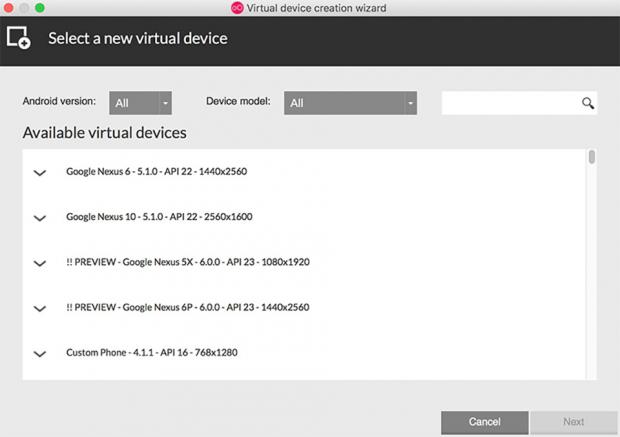 Virtual device creation wizard
Select a new virtual device
Android version: All Device model: All
Available virtual devices
Google Nexus 6 - 5.1.0 - API 22 - 1440x2560
Google Nexus 10 - 5.1.0 - API 22 - 2560x1600
!! PREVIEW - Google Nexus 5X - 6.0.0 - API 23 - 1080x1920
!! PREVIEW - Google Nexus 6P - 6.0.0 - API 23 - 1440x2560
Custom Phone - 4.1.1 - API 16 - 768x1280
Cancel Next